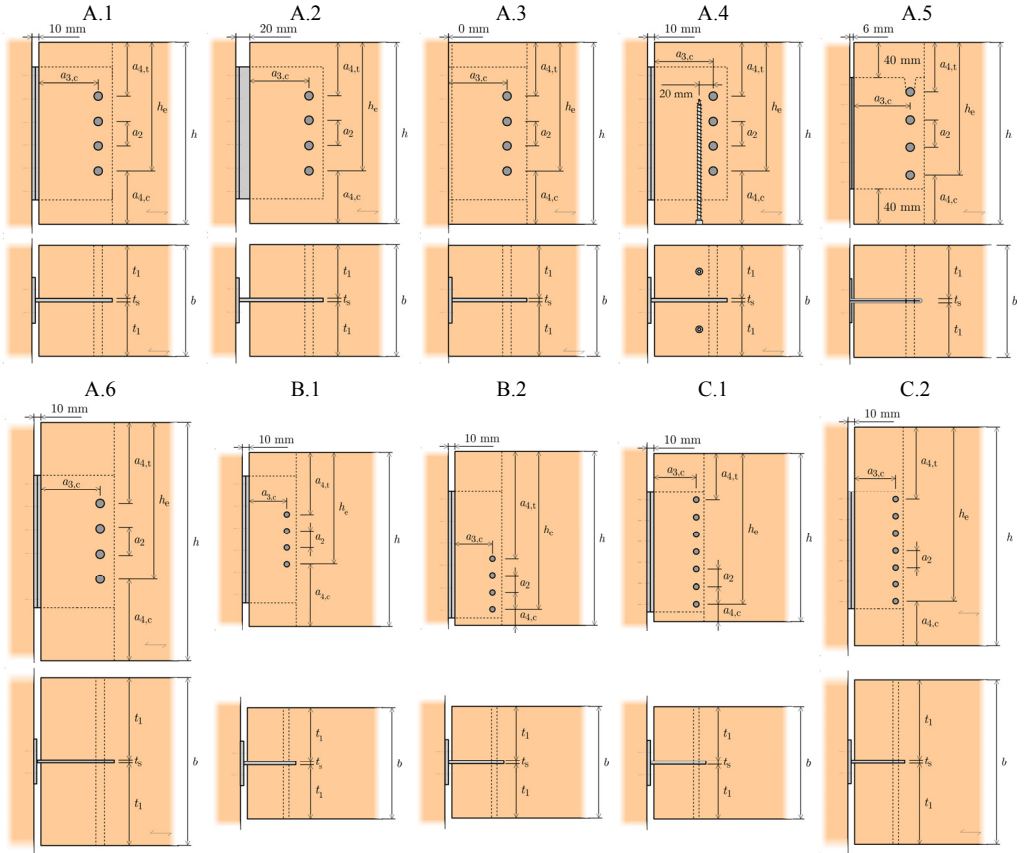 A.1 A.2 A.3 A.4 A.5
10 mm 20 mm 0 mm 10 mm 6 mm
a3,c a4,t he a2 h a4,c
a3,c a4,t he a2 h a4,c
a3,c a4,t he a2 h a4,c
a3,c a4,t 20 mm he a2 h a4,c
40 mm a4,t a3,c he a2 h a4,c 40 mm
t1 ts t1 b
t1 ts t1 b
t1 ts t1 b
t1 ts t1 b
t1 ts t1 b
A.6 B.1 B.2 C.1 C.2
10 mm 10 mm 10 mm 10 mm 10 mm
a4,t a3,c he a2 h a4,c
a4,t a3,c a2 he h a4,c
a4,t he a3,c a2 h a4,c
a4,t a3,c he a2 h a4,c
a4,t a3,c he a2 h a4,c
t1 ts t1 b
t1 ts t1 b
t1 ts t1 b
t1 ts t1 b
t1 ts t1 b